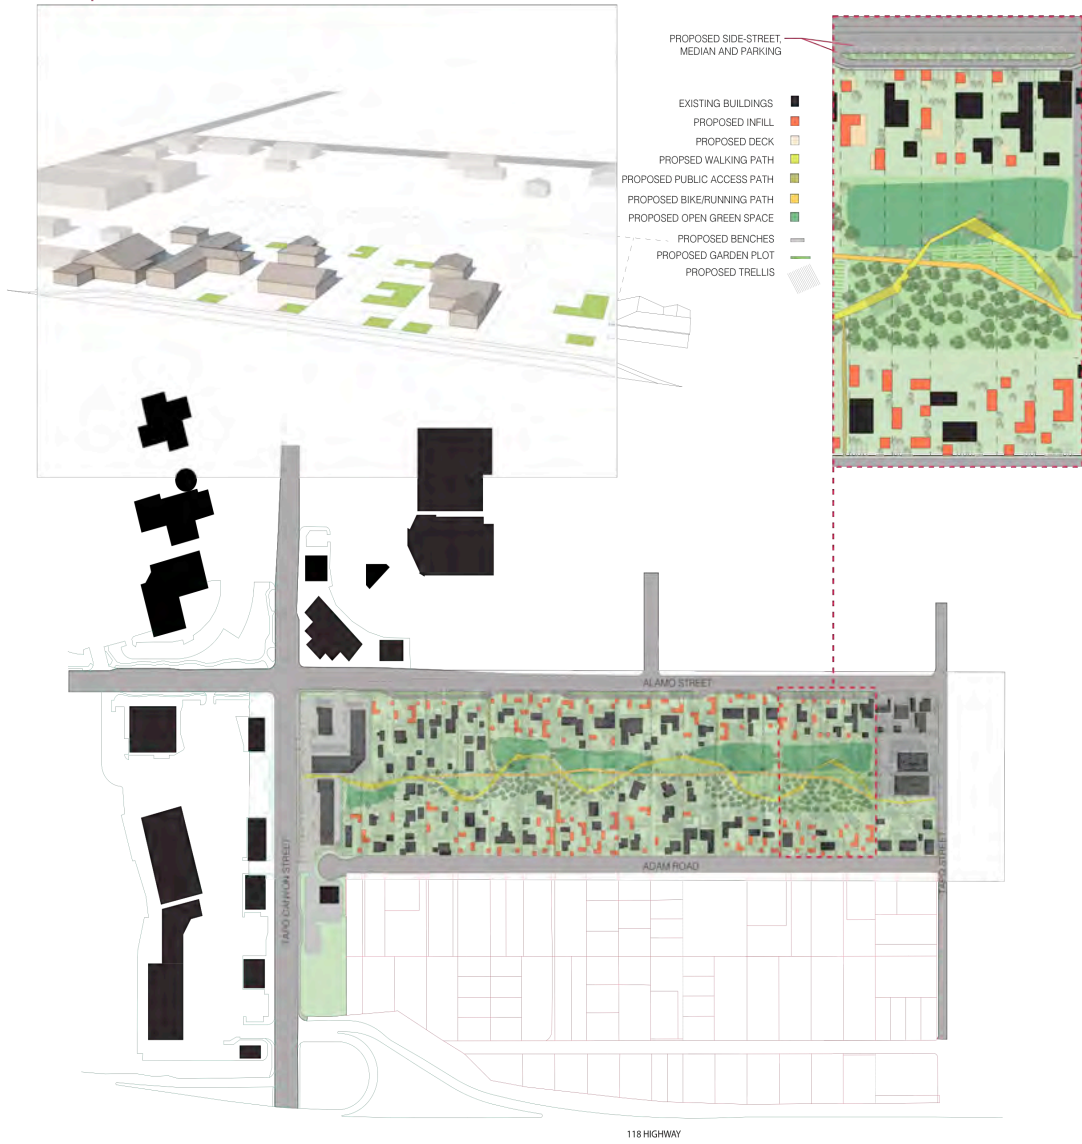 PROPOSED SIDE-STREET,
MEDIAN AND PARKING
EXISTING BUILDINGS
PROPOSED INFILL
PROPOSED DECK
PROPSED WALKING PATH
PROPOSED PUBLIC ACCESS PATH
PROPOSED BIKE/RUNNING PATH
PROPOSED OPEN GREEN SPACE
PROPOSED BENCHES
PROPOSED GARDEN PLOT
PROPOSED TRELLIS
ALAMO STREET
TAPO CANYON STREET
ADAM ROAD
TAPO STREET
118 HIGHWAY